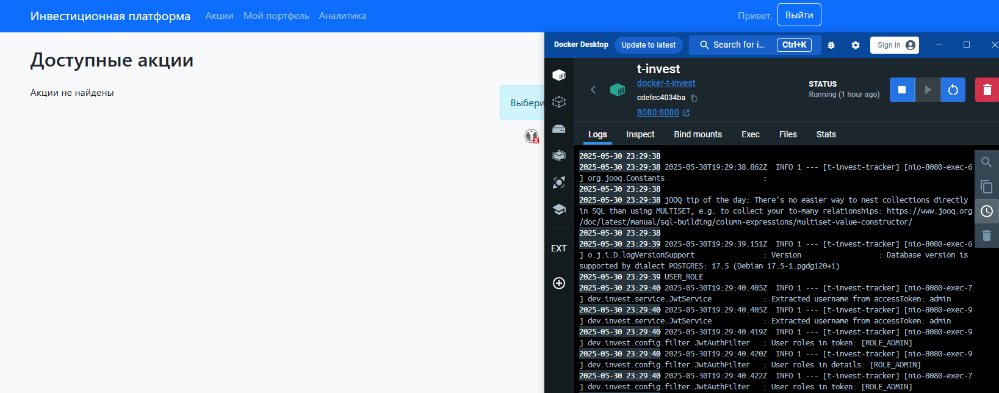 Инвестиционная платформа Акции Мой портфель Аналитика Привет, Выйти
Доступные акции
Акции не найдены
Выбери
Docker Desktop Update to latest Search for i... Ctrl+K Sign in
t-invest
docker-t-invest
cdefec4034ba
8080:8080
STATUS
Running (1 hour ago)
Logs Inspect Bind mounts Exec Files Stats
EXT
2025-05-30 23:29:38
2025-05-30 23:29:38 2025-05-30T19:29:38.862Z  INFO 1 --- [t-invest-tracker] [nio-8080-exec-6
] org.jooq.Constants                       :
2025-05-30 23:29:38
2025-05-30 23:29:38 jOOQ tip of the day: There's no easier way to nest collections directly
in SQL than using MULTISET, e.g. to collect your to-many relationships: https://www.jooq.org
/doc/latest/manual/sql-building/column-expressions/multiset-value-constructor/
2025-05-30 23:29:38
2025-05-30 23:29:39 2025-05-30T19:29:39.151Z  INFO 1 --- [t-invest-tracker] [nio-8080-exec-6
] o.j.i.D.logVersionSupport                : Version                  : Database version is
supported by dialect POSTGRES: 17.5 (Debian 17.5-1.pgdg120+1)
2025-05-30 23:29:39 USER_ROLE
2025-05-30 23:29:40 2025-05-30T19:29:40.405Z  INFO 1 --- [t-invest-tracker] [nio-8080-exec-7
] dev.invest.service.JwtService            : Extracted username from accessToken: admin
2025-05-30 23:29:40 2025-05-30T19:29:40.405Z  INFO 1 --- [t-invest-tracker] [nio-8080-exec-9
] dev.invest.service.JwtService            : Extracted username from accessToken: admin
2025-05-30 23:29:40 2025-05-30T19:29:40.419Z  INFO 1 --- [t-invest-tracker] [nio-8080-exec-9
] dev.invest.config.filter.JwtAuthFilter   : User roles in token: [ROLE_ADMIN]
2025-05-30 23:29:40 2025-05-30T19:29:40.420Z  INFO 1 --- [t-invest-tracker] [nio-8080-exec-9
] dev.invest.config.filter.JwtAuthFilter   : User roles in details: [ROLE_ADMIN]
2025-05-30 23:29:40 2025-05-30T19:29:40.422Z  INFO 1 --- [t-invest-tracker] [nio-8080-exec-7
] dev.invest.config.filter.JwtAuthFilter   : User roles in token: [ROLE_ADMIN]